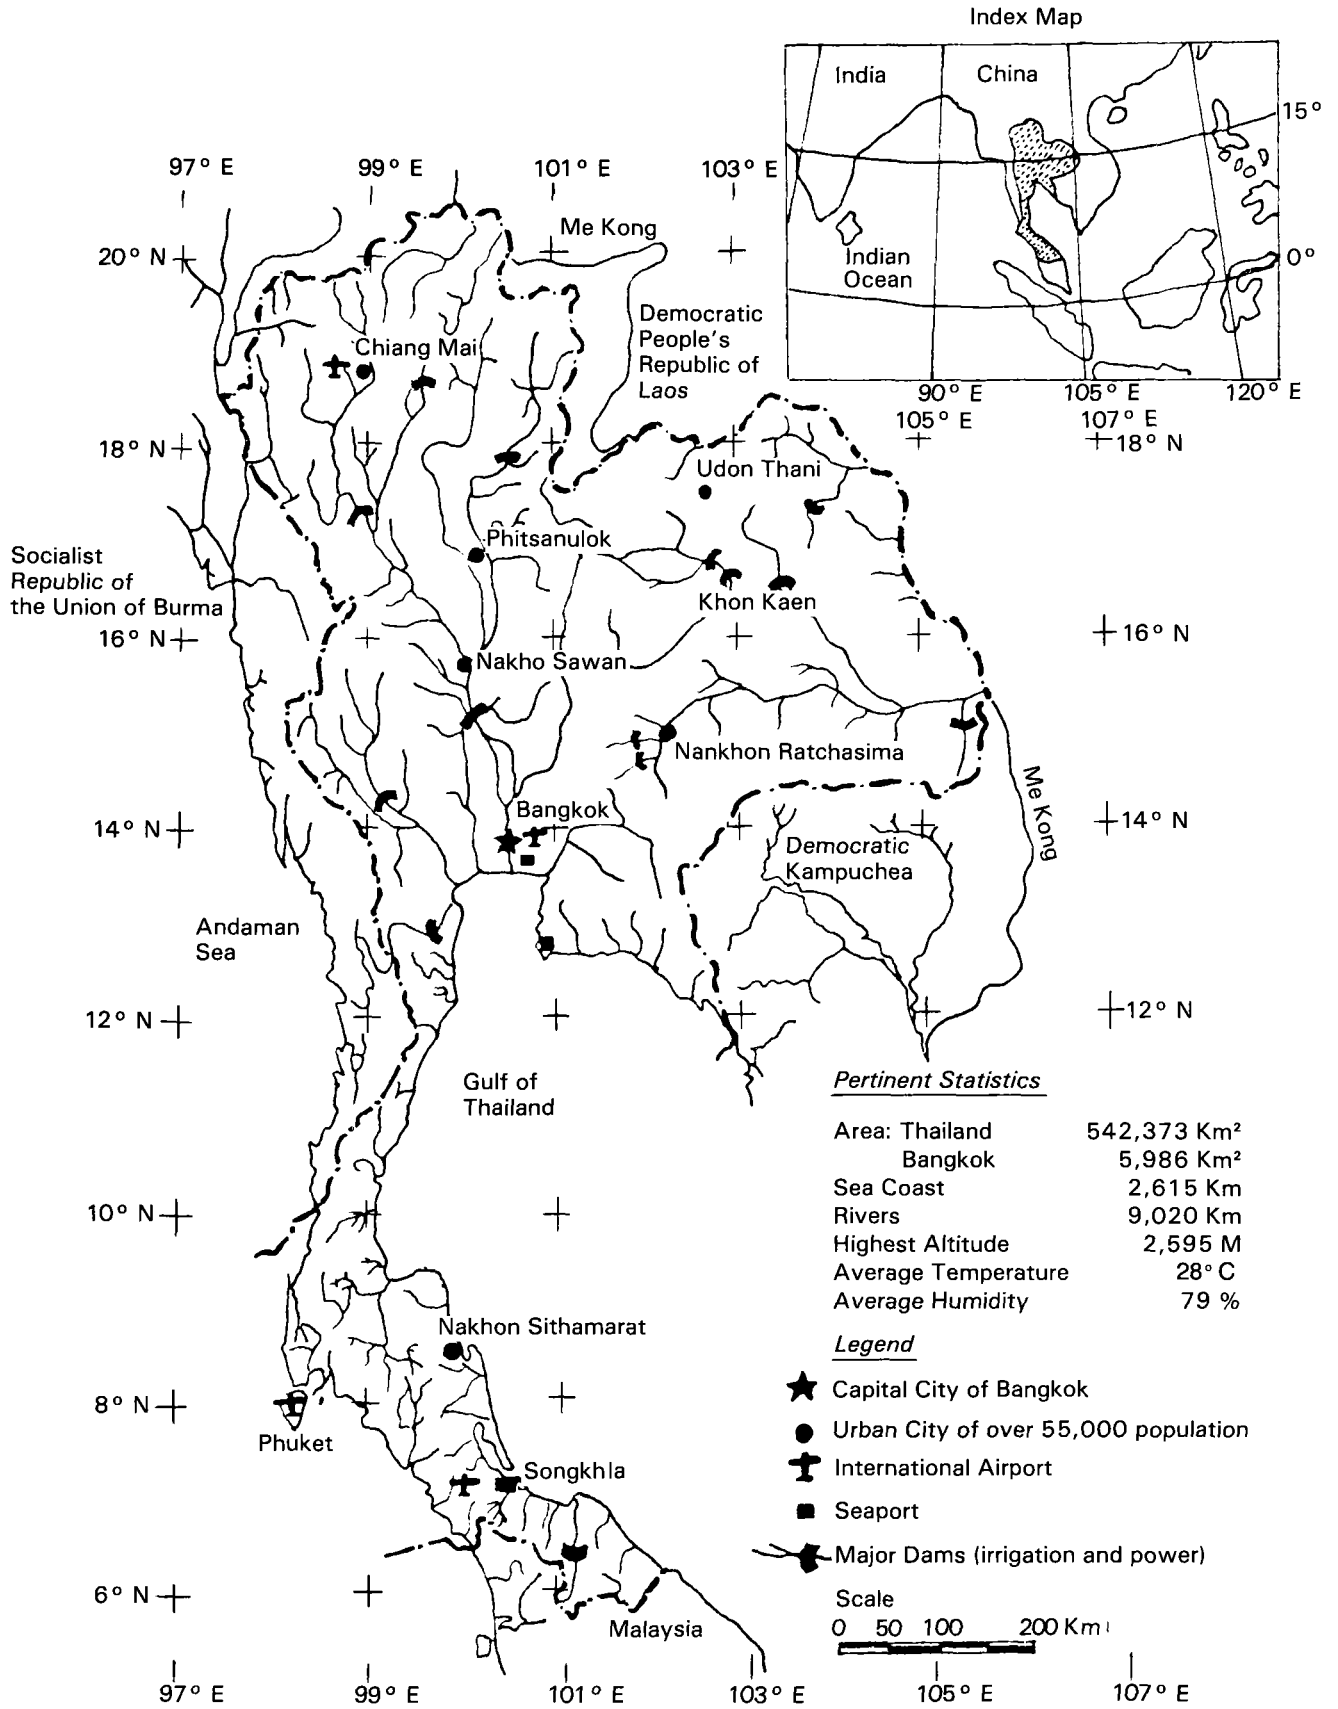 Index Map
India
China
15°
Indian
Ocean
0°
90° E
105° E
120° E
97° E
99° E
101° E
103° E
105° E
107° E
20° N
Me Kong
Democratic
People's
Republic of
Laos
Chiang Mai
18° N
18° N
Udon Thani
Phitsanulok
Socialist
Republic of
the Union of Burma
Khon Kaen
16° N
16° N
Nakho Sawan
Nankhon Ratchasima
Me Kong
Bangkok
14° N
14° N
Democratic
Kampuchea
Andaman
Sea
12° N
12° N
Gulf of
Thailand
Pertinent Statistics
Area: Thailand 542,373 Km²
Bangkok 5,986 Km²
Sea Coast 2,615 Km
Rivers 9,020 Km
Highest Altitude 2,595 M
Average Temperature 28° C
Average Humidity 79 %
10° N
Nakhon Sithamarat
8° N
Phuket
Songkhla
6° N
Malaysia
Legend
Capital City of Bangkok
Urban City of over 55,000 population
International Airport
Seaport
Major Dams (irrigation and power)
Scale
0 50 100 200 Km
97° E
99° E
101° E
103° E
105° E
107° E